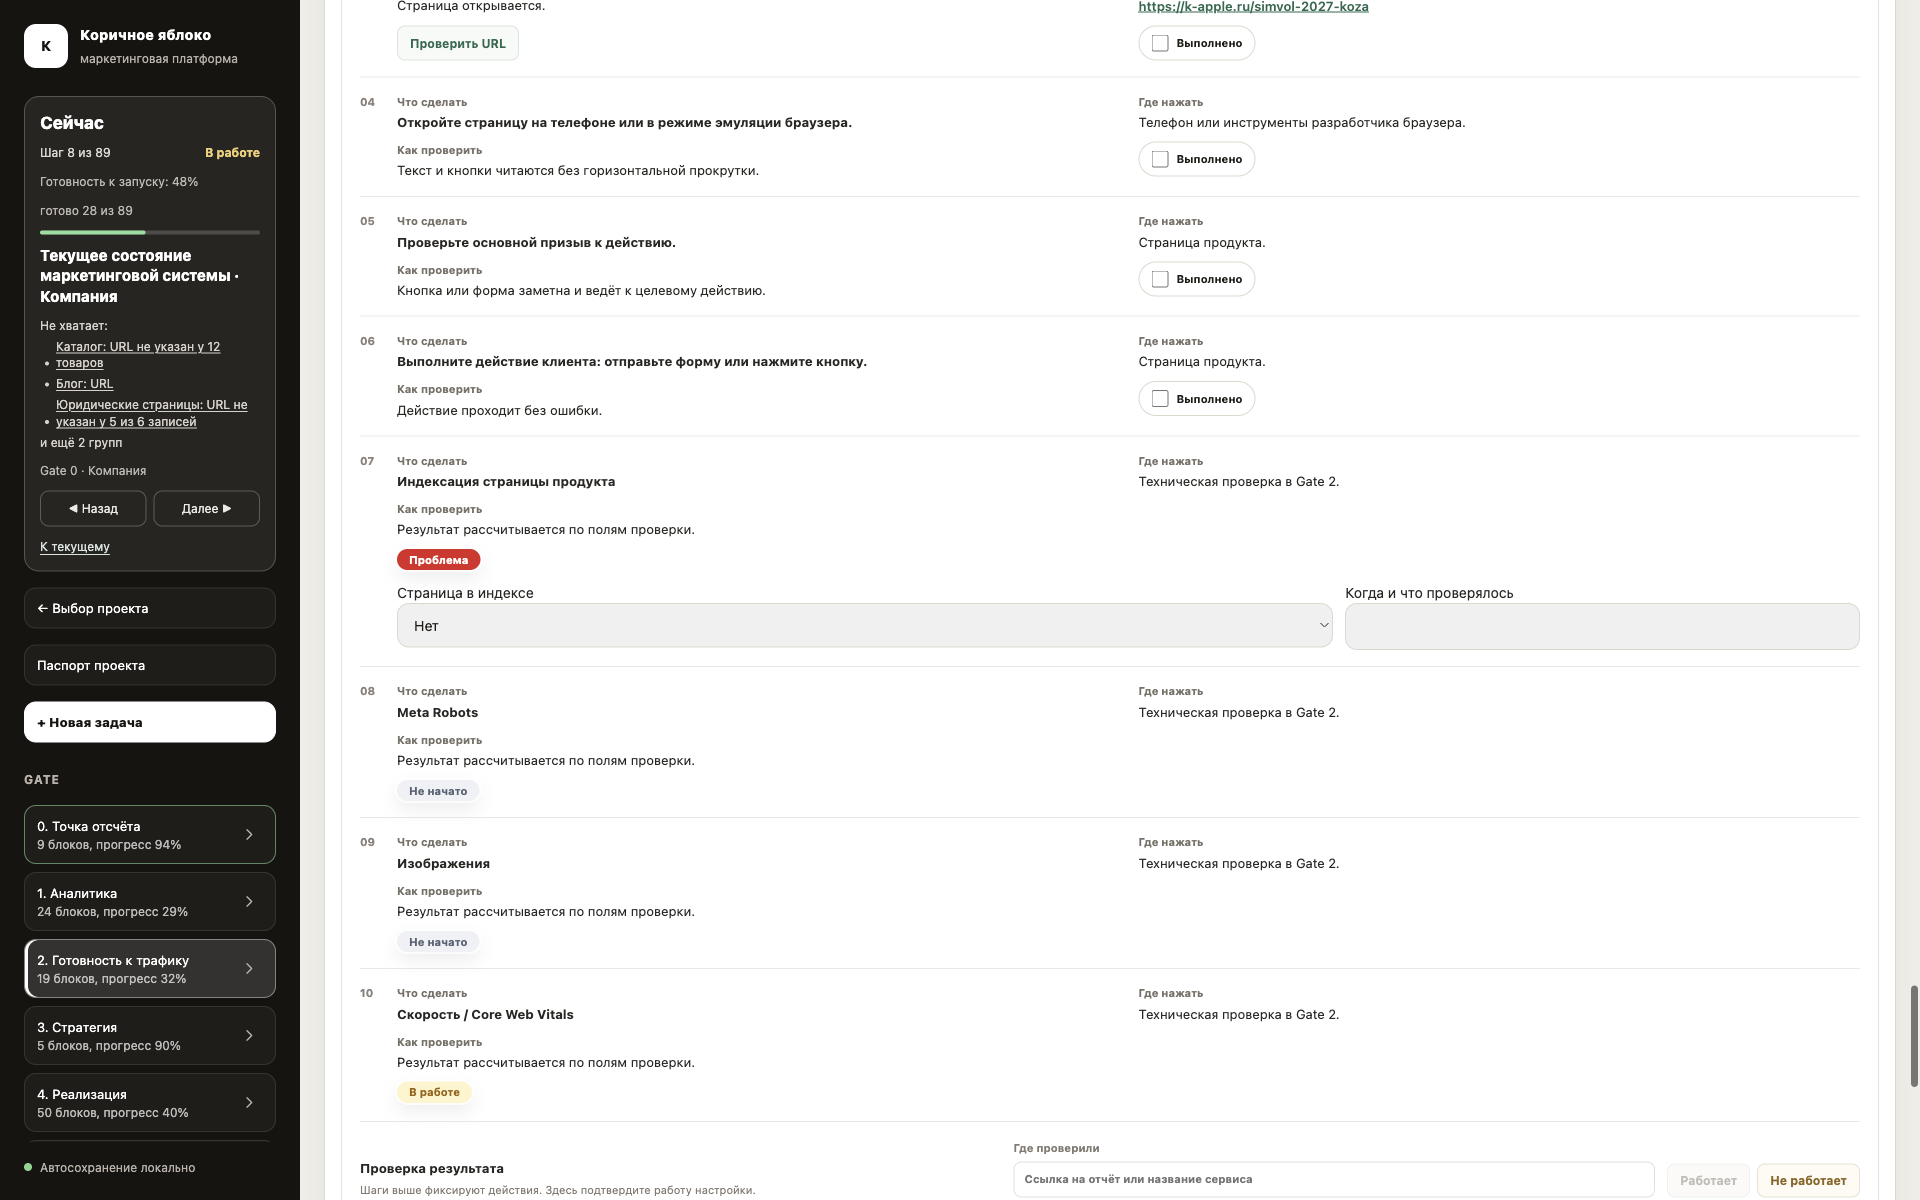 К
Коричное яблоко
маркетинговая платформа
Сейчас
Шаг 8 из 89
В работе
Готовность к запуску: 48%
готово 28 из 89
Текущее состояние
маркетинговой системы ·
Компания
Не хватает:
• Каталог: URL не указан у 12
товаров
• Блог: URL
• Юридические страницы: URL не
указан у 5 из 6 записей
и ещё 2 групп
Gate 0 · Компания
◀ Назад
Далее ▶
К текущему
← Выбор проекта
Паспорт проекта
+ Новая задача
GATE
0. Точка отсчёта
9 блоков, прогресс 94%
1. Аналитика
24 блоков, прогресс 29%
2. Готовность к трафику
19 блоков, прогресс 32%
3. Стратегия
5 блоков, прогресс 90%
4. Реализация
50 блоков, прогресс 40%
Автосохранение локально
Страница открывается.
https://k-apple.ru/simvol-2027-koza
Проверить URL
Выполнено
04
Что сделать
Где нажать
Откройте страницу на телефоне или в режиме эмуляции браузера.
Телефон или инструменты разработчика браузера.
Как проверить
Текст и кнопки читаются без горизонтальной прокрутки.
Выполнено
05
Что сделать
Где нажать
Проверьте основной призыв к действию.
Страница продукта.
Как проверить
Кнопка или форма заметна и ведёт к целевому действию.
Выполнено
06
Что сделать
Где нажать
Выполните действие клиента: отправьте форму или нажмите кнопку.
Страница продукта.
Как проверить
Действие проходит без ошибки.
Выполнено
07
Что сделать
Где нажать
Индексация страницы продукта
Техническая проверка в Gate 2.
Как проверить
Результат рассчитывается по полям проверки.
Проблема
Страница в индексе
Когда и что проверялось
Нет
08
Что сделать
Где нажать
Meta Robots
Техническая проверка в Gate 2.
Как проверить
Результат рассчитывается по полям проверки.
Не начато
09
Что сделать
Где нажать
Изображения
Техническая проверка в Gate 2.
Как проверить
Результат рассчитывается по полям проверки.
Не начато
10
Что сделать
Где нажать
Скорость / Core Web Vitals
Техническая проверка в Gate 2.
Как проверить
Результат рассчитывается по полям проверки.
В работе
Проверка результата
Шаги выше фиксируют действия. Здесь подтвердите работу настройки.
Где проверили
Ссылка на отчёт или название сервиса
Работает
Не работает